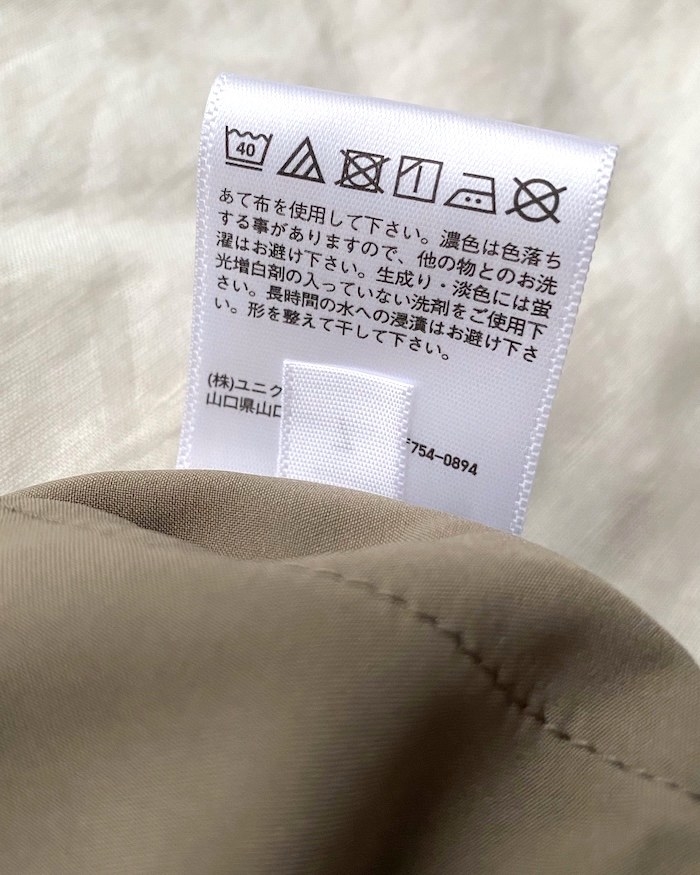 40
あて布を使用して下さい。濃色は色落ち
する事がありますので、他の物とのお洗
濯はお避け下さい。生成り・淡色には蛍
光増白剤の入っていない洗剤をご使用下
さい。長時間の水への浸漬はお避け下さ
い。形を整えて干して下さい。
(株)ユニク
山口県山口
〒754-0894